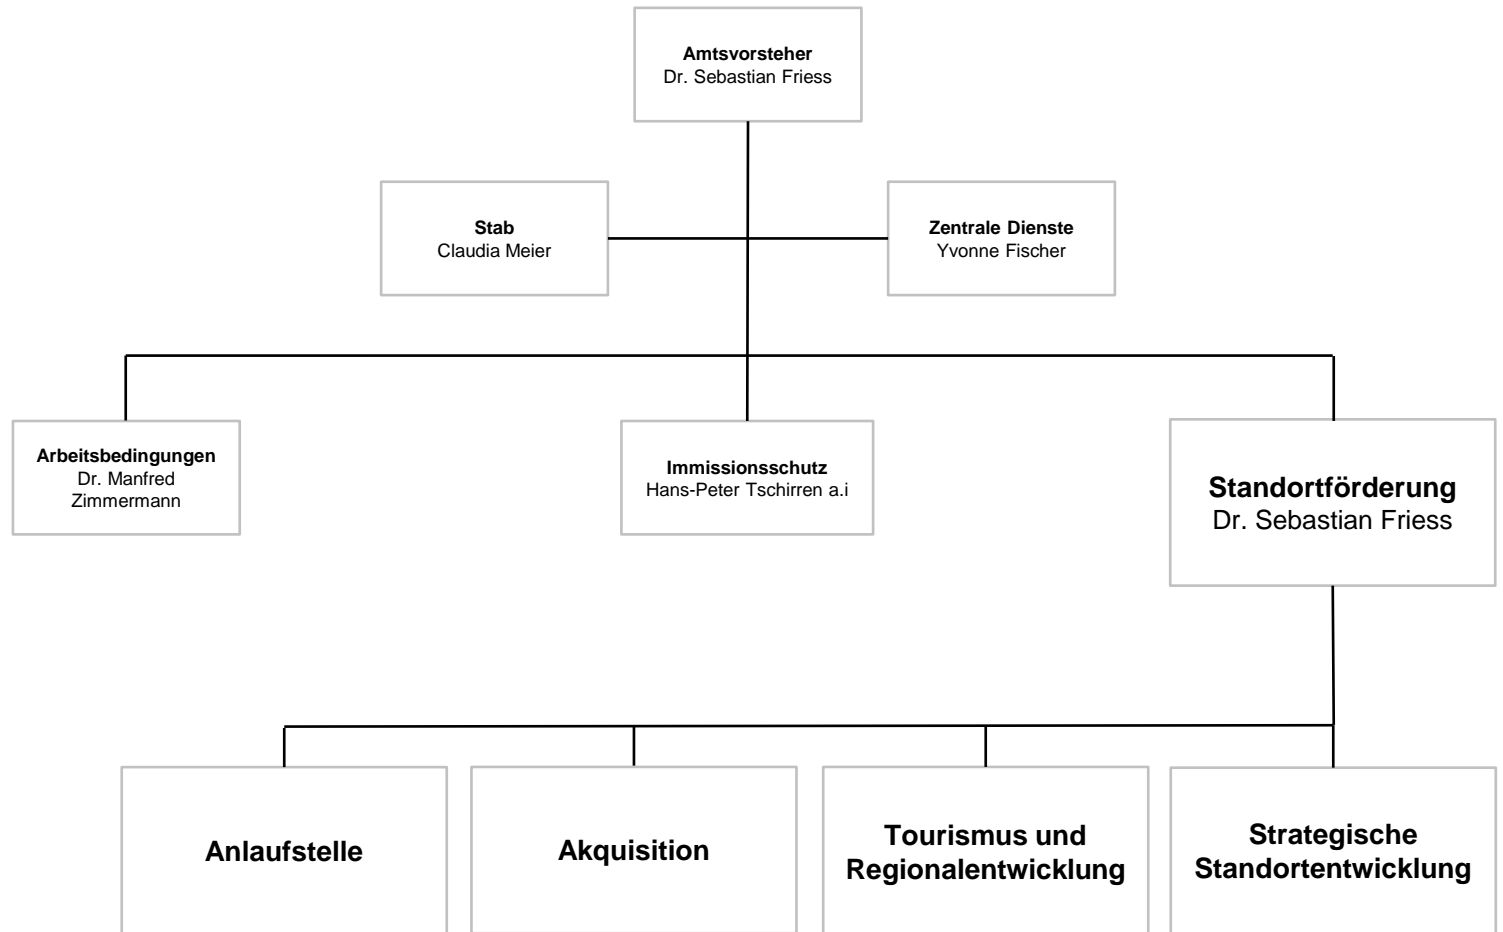 Amtsvorsteher
Dr. Sebastian Friess
Stab
Claudia Meier
Zentrale Dienste
Yvonne Fischer
Arbeitsbedingungen
Dr. Manfred
Zimmermann
Immissionsschutz
Hans-Peter Tschirren a.i
Standortförderung
Dr. Sebastian Friess
Anlaufstelle
Akquisition
Tourismus und
Regionalentwicklung
Strategische
Standortentwicklung